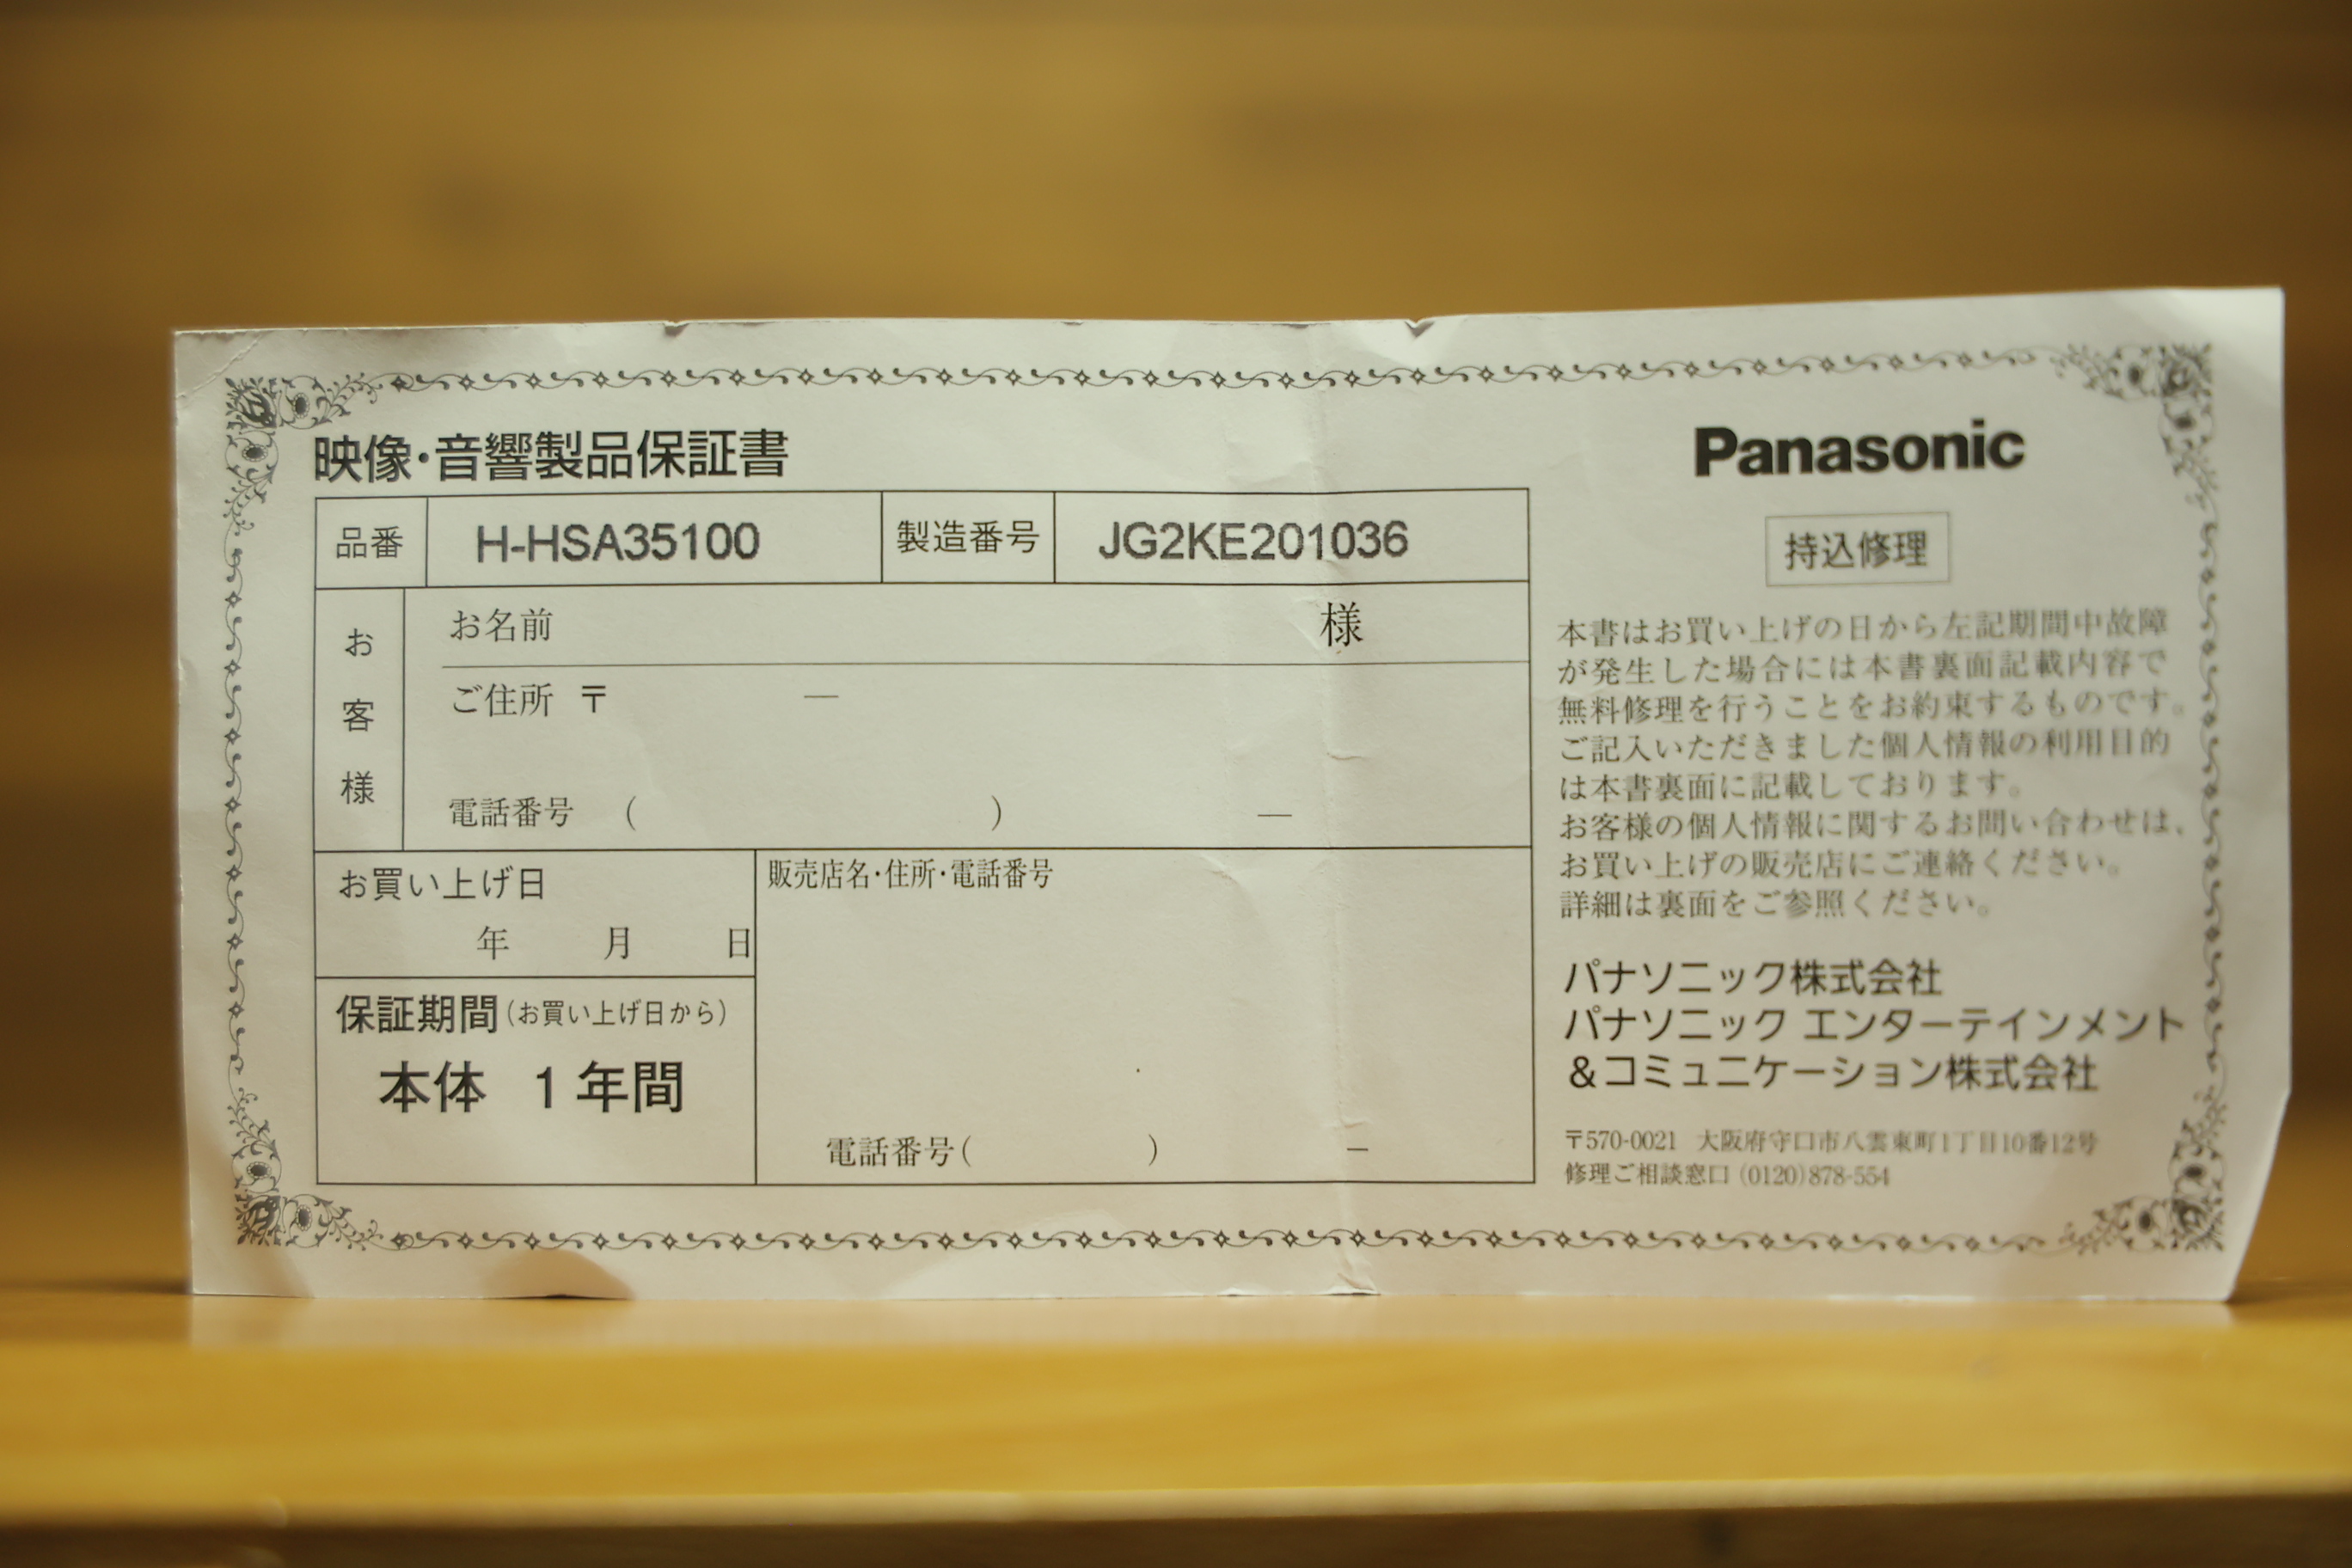 映像・音響製品保証書
品番 H-HSA35100 製造番号 JG2KE201036
お客様
お名前 様
ご住所 〒 —
電話番号 ( ) —
お買い上げ日
年 月 日
保証期間(お買い上げ日から)
本体 1年間
販売店名・住所・電話番号
電話番号( ) −
Panasonic
持込修理
本書はお買い上げの日から左記期間中故障
が発生した場合には本書裏面記載内容で
無料修理を行うことをお約束するものです。
ご記入いただきました個人情報の利用目的
は本書裏面に記載しております。
お客様の個人情報に関するお問い合わせは、
お買い上げの販売店にご連絡ください。
詳細は裏面をご参照ください。
パナソニック株式会社
パナソニック エンターテインメント
&コミュニケーション株式会社
〒570-0021 大阪府守口市八雲東町1丁目10番12号
修理ご相談窓口 (0120)878-554